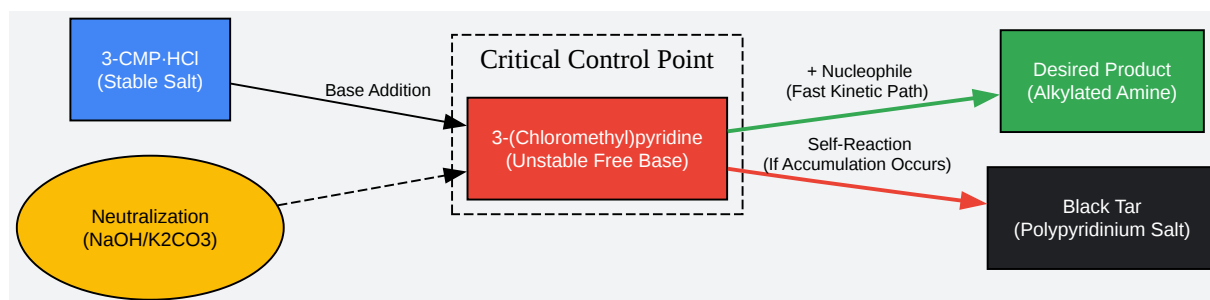 3-CMP·HCl
(Stable Salt)
Base Addition
Neutralization
(NaOH/K2CO3)
Critical Control Point
3-(Chloromethyl)pyridine
(Unstable Free Base)
+ Nucleophile
(Fast Kinetic Path)
Self-Reaction
(If Accumulation Occurs)
Desired Product
(Alkylated Amine)
Black Tar
(Polypyridinium Salt)